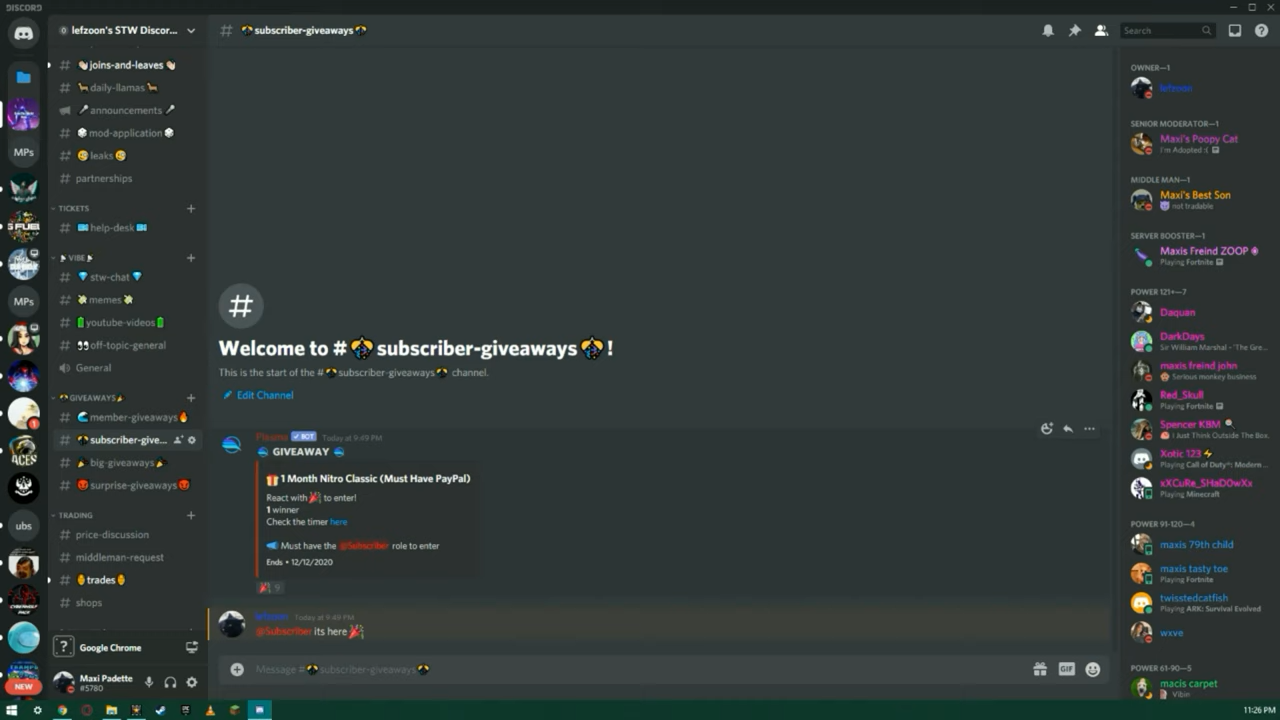 DISCORD
lefzoon's STW Discor...
joins-and-leaves
daily-llamas
announcements
mod-application
leaks
partnerships
TICKETS
help-desk
VIBE
stw-chat
memes
youtube-videos
off-topic-general
General
GIVEAWAYS
member-giveaways
subscriber-give...
big-giveaways
surprise-giveaways
TRADING
price-discussion
middleman-request
trades
shops
Google Chrome
Maxi Padette
#5780
MPs
G FUEL
MPs
1
ACES
ubs
NEW
# subscriber-giveaways
Search
Welcome to # subscriber-giveaways !
This is the start of the # subscriber-giveaways channel.
Edit Channel
Plasma BOT Today at 9:49 PM
GIVEAWAY
1 Month Nitro Classic (Must Have PayPal)
React with to enter!
1 winner
Check the timer here
Must have the @Subscriber role to enter
Ends • 12/12/2020
9
lefzoon Today at 9:49 PM
@Subscriber its here
Message # subscriber-giveaways
GIF
OWNER—1
lefzoon
SENIOR MODERATOR—1
Maxi's Poopy Cat
I'm Adopted :(
MIDDLE MAN—1
Maxi's Best Son
not tradable
SERVER BOOSTER—1
Maxis Freind ZOOP
Playing Fortnite
POWER 121+—7
Daquan
DarkDays
Sir William Marshal - 'The Gre...
maxis freind john
Serious monkey business
Red_Skull
Playing Fortnite
Spencer KBM
I Just Think Outside The Box.
Xotic 123
Playing Call of Duty®: Modern...
xXCuRe_SHaD0wXx
Playing Minecraft
POWER 91-120—4
maxis 79th child
maxis tasty toe
Playing Fortnite
twisstedcatfish
Playing ARK: Survival Evolved
wxve
POWER 61-90—5
macis carpet
Vibin
11:26 PM